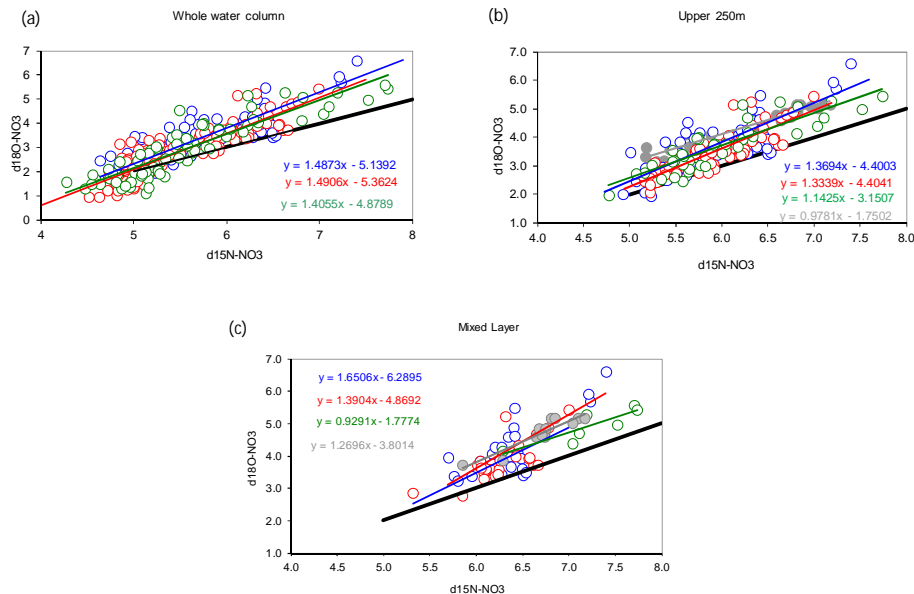 (a)
Whole water column
7
6
5
4
3
2
1
0
d18O-NO3
y = 1.4873x - 5.1392
y = 1.4906x - 5.3624
y = 1.4055x - 4.8789
4 5 6 7 8
d15N-NO3
(b)
Upper 250m
7.0
6.0
5.0
4.0
3.0
2.0
1.0
d18O-NO3
y = 1.3694x - 4.4003
y = 1.3339x - 4.4041
y = 1.1425x - 3.1507
y = 0.9781x - 1.7502
4.0 4.5 5.0 5.5 6.0 6.5 7.0 7.5 8.0
d15N-NO3
(c)
Mixed Layer
7.0
6.0
5.0
4.0
3.0
2.0
1.0
d18O-NO3
y = 1.6506x - 6.2895
y = 1.3904x - 4.8692
y = 0.9291x - 1.7774
y = 1.2696x - 3.8014
4.0 4.5 5.0 5.5 6.0 6.5 7.0 7.5 8.0
d15N-NO3